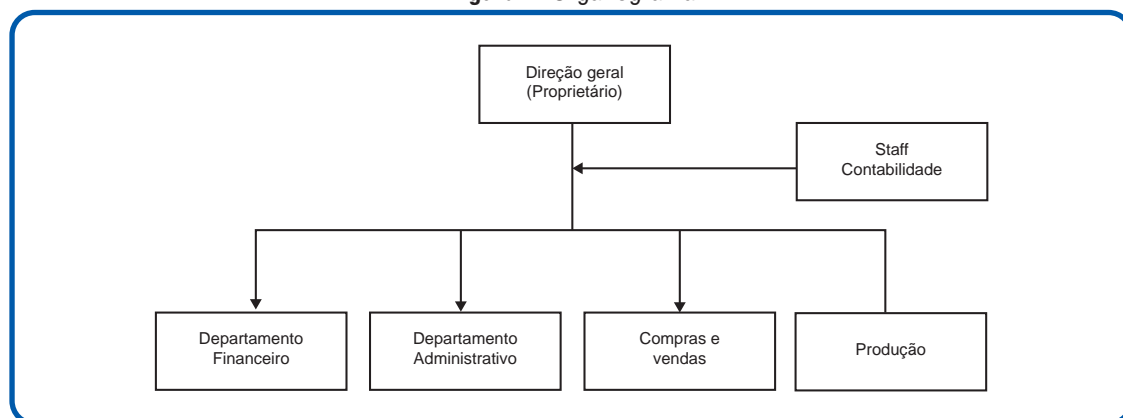 Direção geral
(Proprietário)
Staff
Contabilidade
Departamento
Financeiro
Departamento
Administrativo
Compras e
vendas
Produção